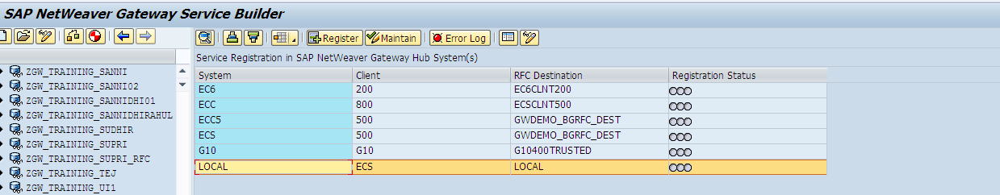 SAP NetWeaver Gateway Service Builder
Register Maintain Error Log
Service Registration in SAP NetWeaver Gateway Hub System(s)
ZGW_TRAINING_SANNI
ZGW_TRAINING_SANNI02
ZGW_TRAINING_SANNIDHI01
ZGW_TRAINING_SANNIDHIRAHUL
ZGW_TRAINING_SUDHIR
ZGW_TRAINING_SUPRI
ZGW_TRAINING_SUPRI_RFC
ZGW_TRAINING_TEJ
ZGW_TRAINING_UI1
System Client RFC Destination Registration Status
EC6 200 EC6CLNT200
ECC 800 ECSCLNT500
ECC5 500 GWDEMO_BGRFC_DEST
ECS 500 GWDEMO_BGRFC_DEST
G10 G10 G10400TRUSTED
LOCAL ECS LOCAL